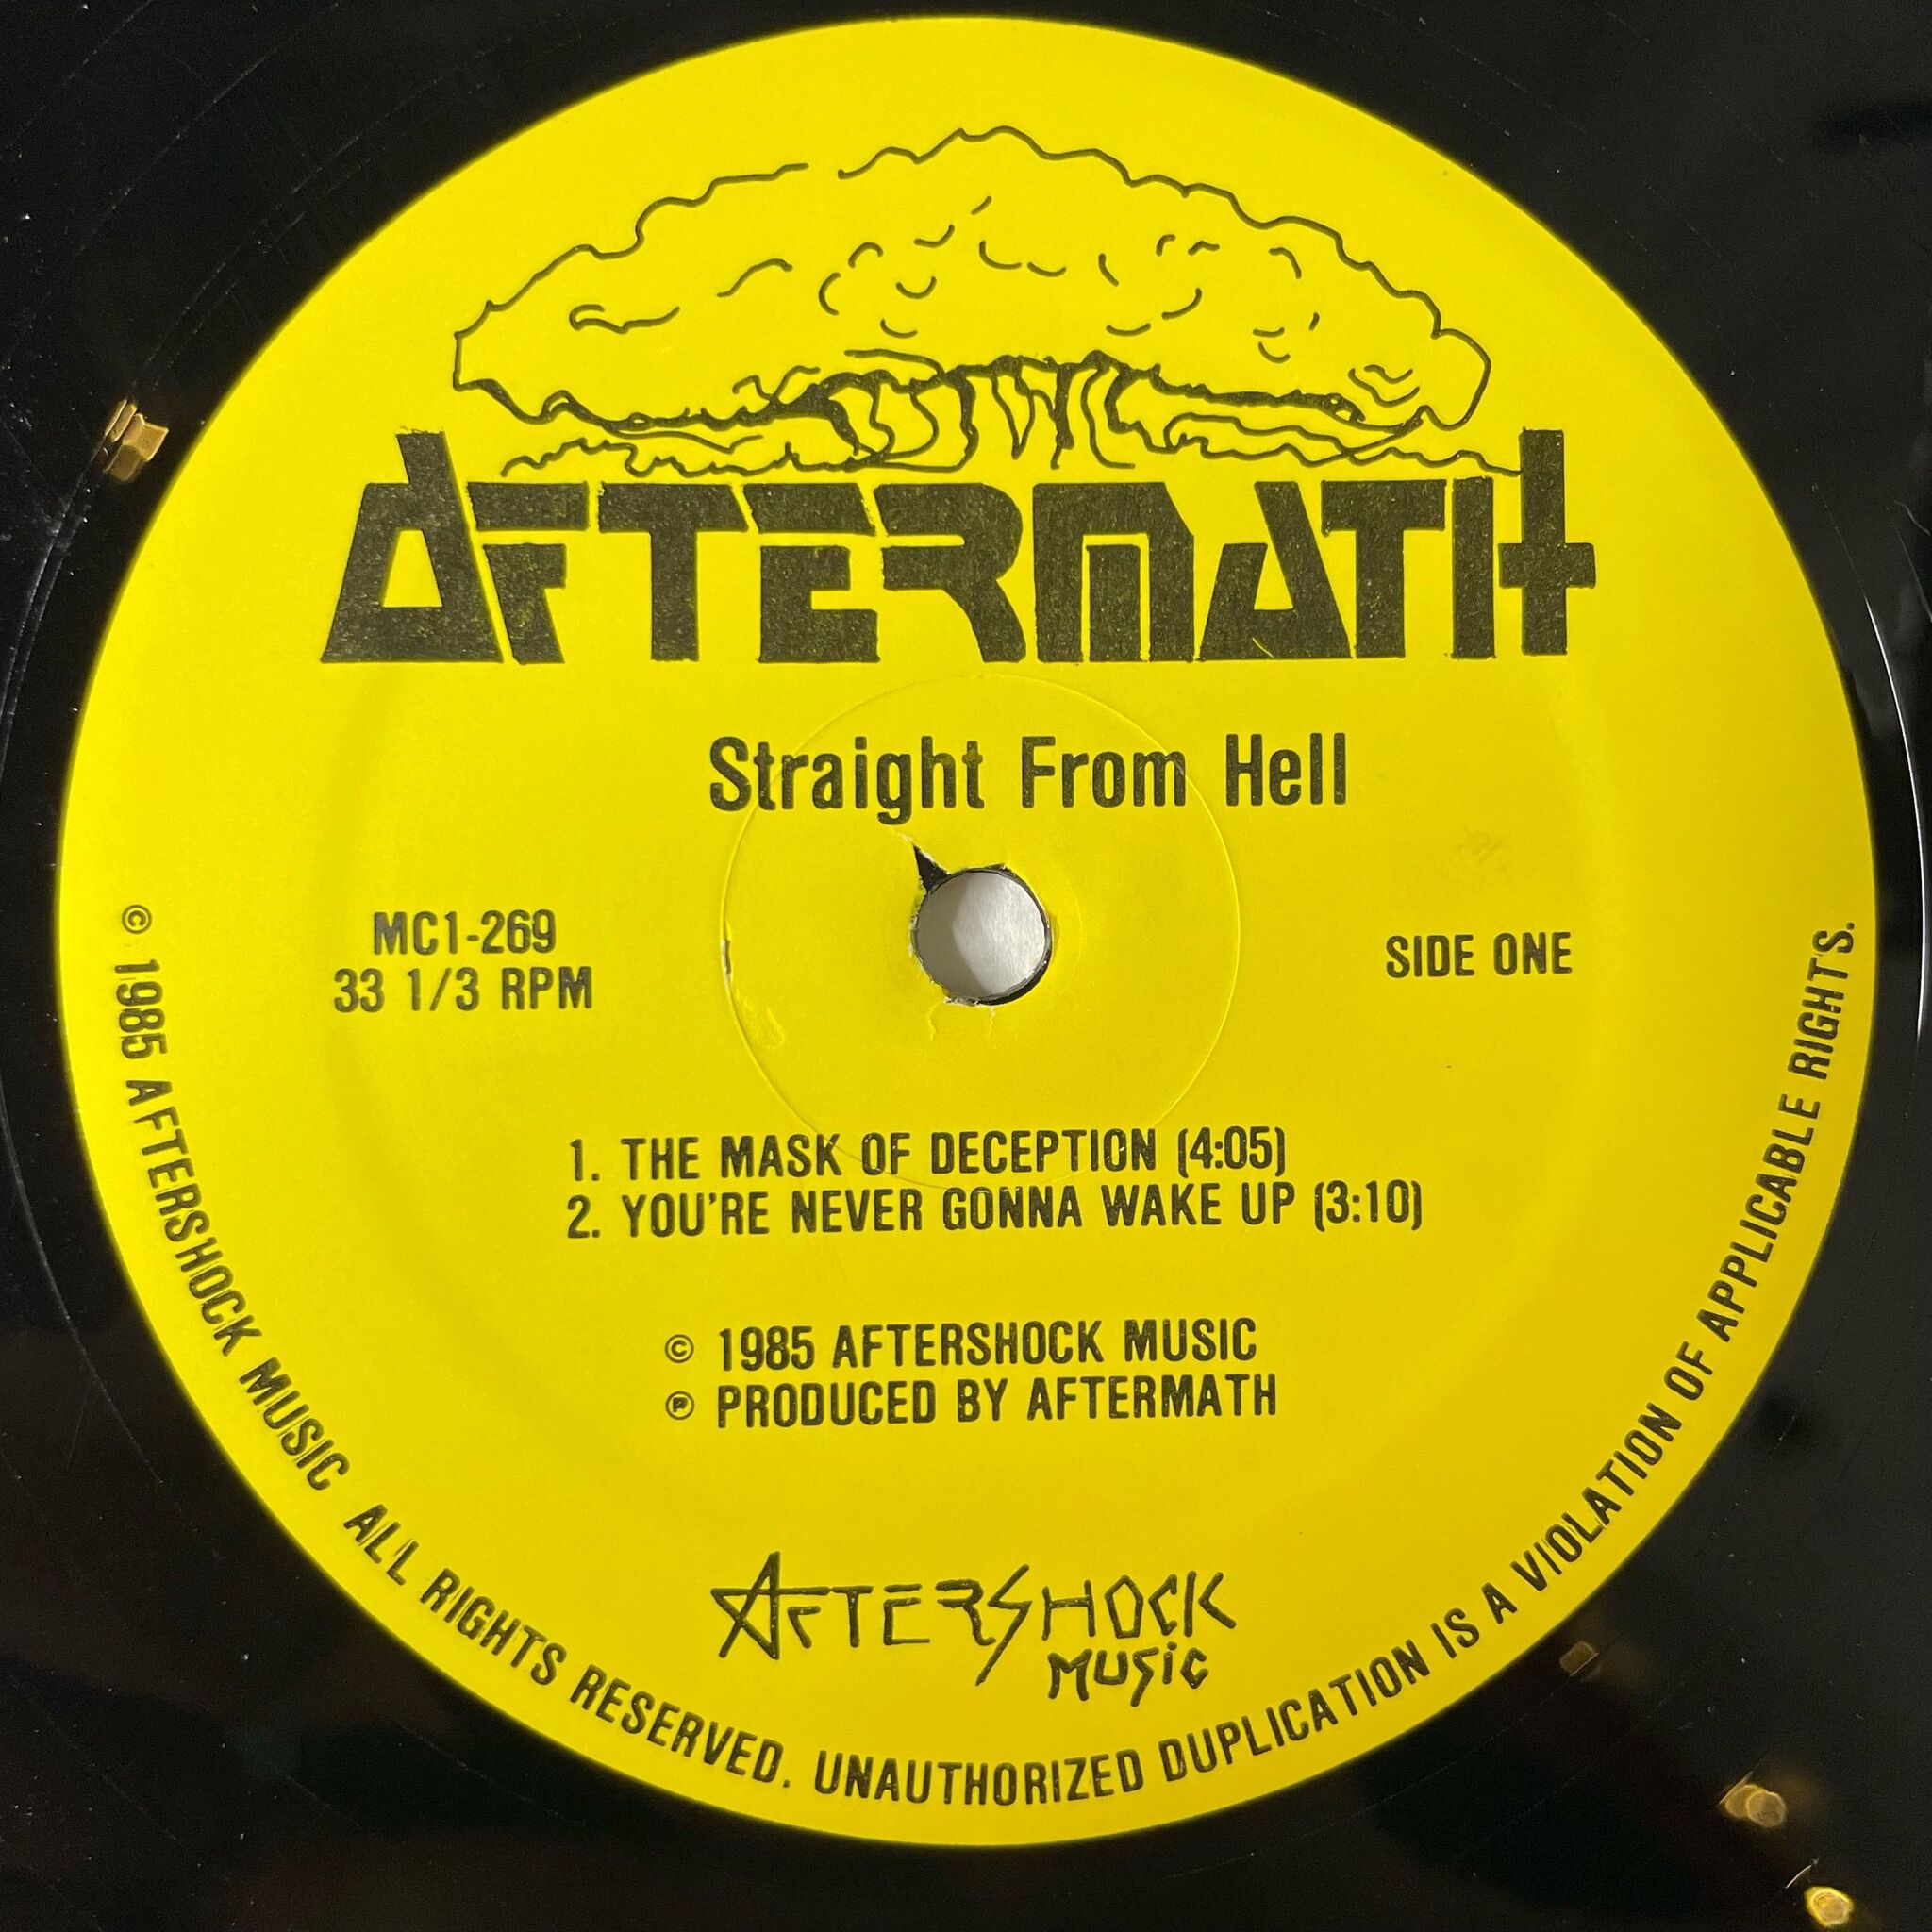 AFTERMATH
Straight From Hell
MC1-269
33 1/3 RPM
SIDE ONE
1. THE MASK OF DECEPTION (4:05)
2. YOU'RE NEVER GONNA WAKE UP (3:10)
© 1985 AFTERSHOCK MUSIC
℗ PRODUCED BY AFTERMATH
AFTERSHOCK
MUSiC
© 1985 AFTERSHOCK MUSIC ALL RIGHTS RESERVED. UNAUTHORIZED DUPLICATION IS A VIOLATION OF APPLICABLE RIGHTS.